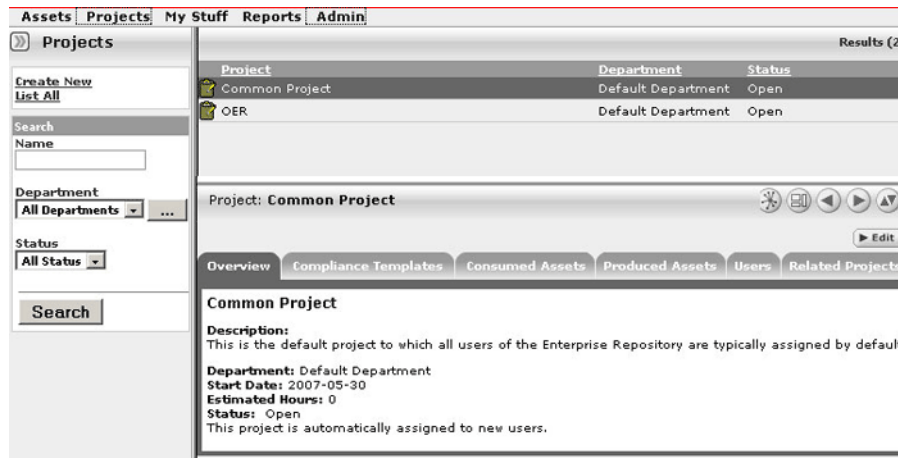 Assets Projects My Stuff Reports Admin
Projects
Create New
List All
Search
Name
Department
All Departments ...
Status
All Status
Search
Results (2
Project Department Status
Common Project Default Department Open
OER Default Department Open
Project: Common Project
Edit
Overview Compliance Templates Consumed Assets Produced Assets Users Related Projects
Common Project
Description:
This is the default project to which all users of the Enterprise Repository are typically assigned by defaul
Department: Default Department
Start Date: 2007-05-30
Estimated Hours: 0
Status: Open
This project is automatically assigned to new users.